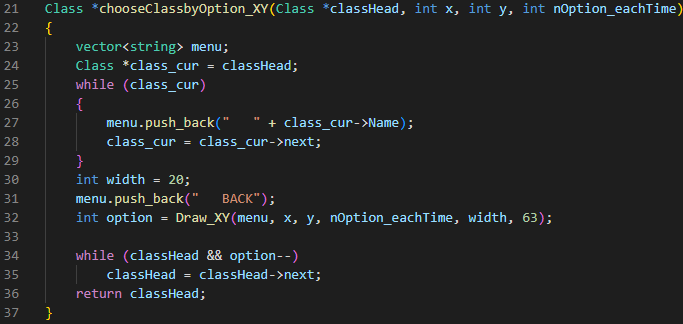 21 Class *chooseClassbyOption_XY(Class *classHead, int x, int y, int nOption_eachTime)
22 {
23     vector<string> menu;
24     Class *class_cur = classHead;
25     while (class_cur)
26     {
27         menu.push_back("   " + class_cur->Name);
28         class_cur = class_cur->next;
29     }
30     int width = 20;
31     menu.push_back("   BACK");
32     int option = Draw_XY(menu, x, y, nOption_eachTime, width, 63);
33
34     while (classHead && option--)
35         classHead = classHead->next;
36     return classHead;
37 }